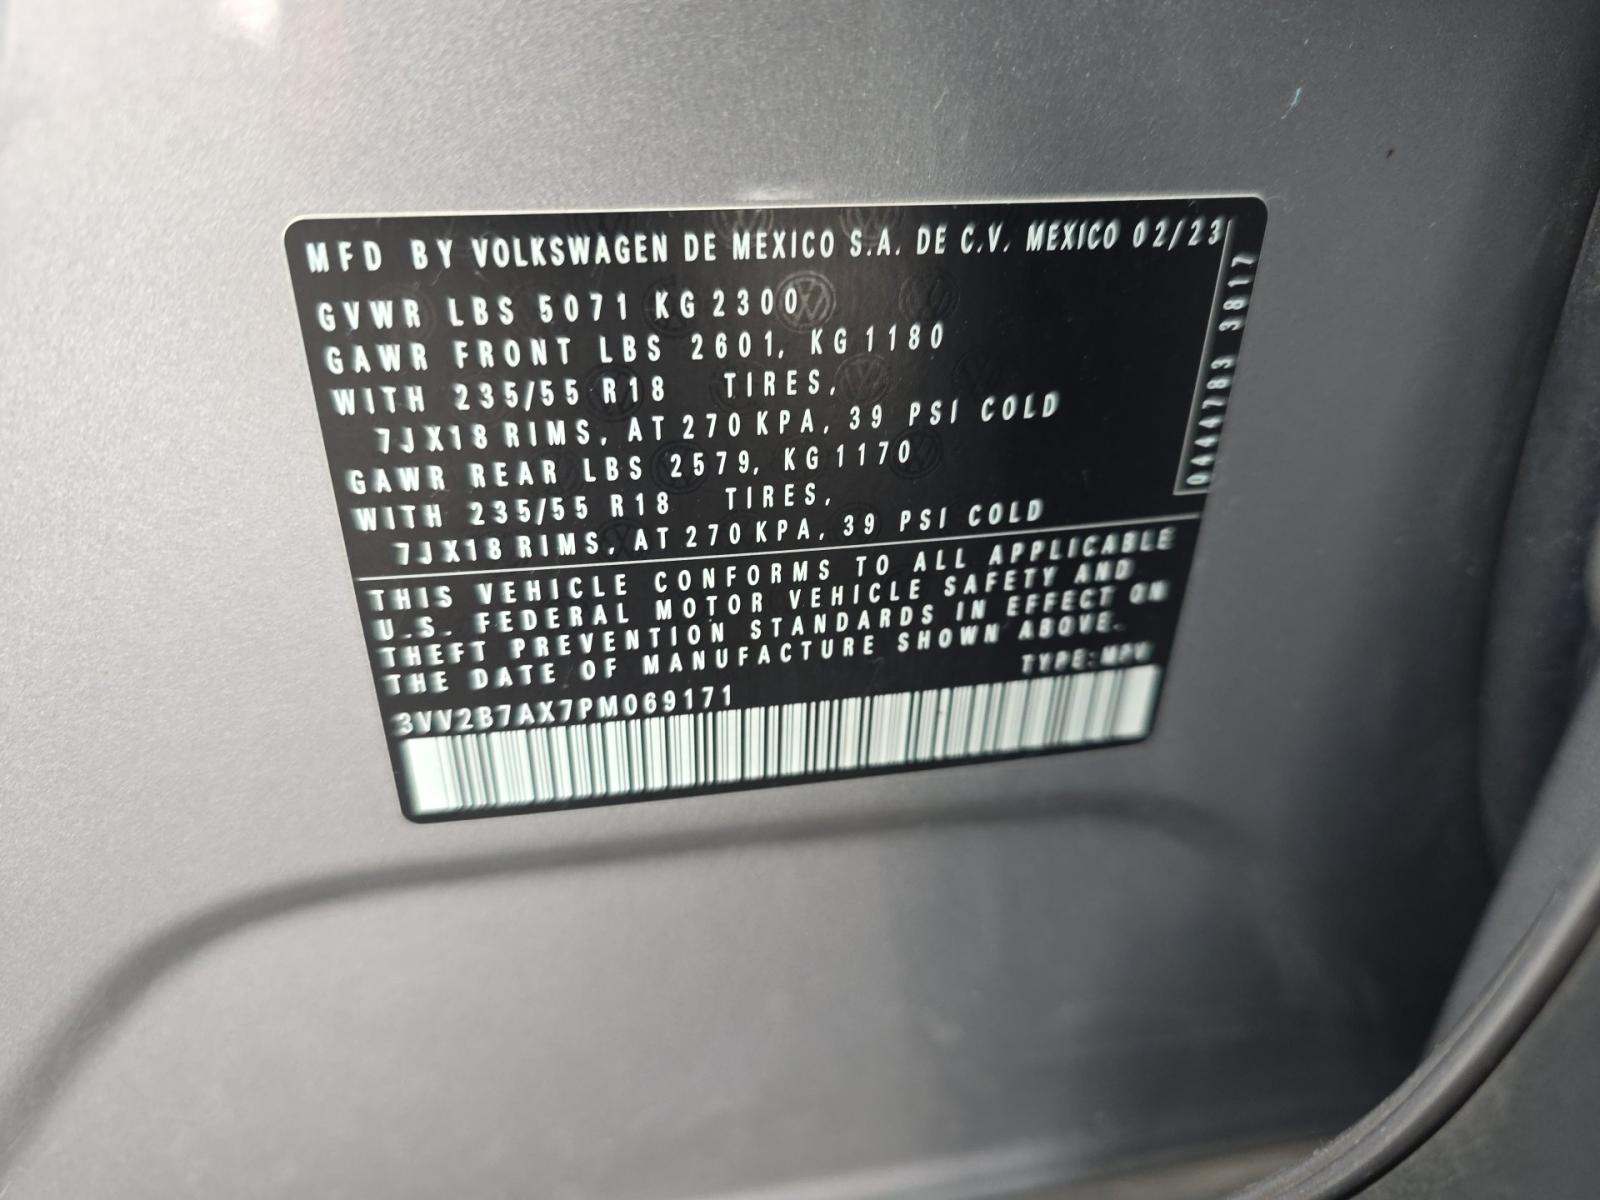 MFD BY VOLKSWAGEN DE MEXICO S.A. DE C.V. MEXICO 02/23
GVWR LBS 5071 KG 2300
GAWR FRONT LBS 2601, KG 1180
WITH 235/55 R18 TIRES,
7JX18 RIMS, AT 270 KPA, 39 PSI COLD
GAWR REAR LBS 2579, KG 1170
WITH 235/55 R18 TIRES,
7JX18 RIMS, AT 270 KPA, 39 PSI COLD
0444783 3817
THIS VEHICLE CONFORMS TO ALL APPLICABLE
U.S. FEDERAL MOTOR VEHICLE SAFETY AND
THEFT PREVENTION STANDARDS IN EFFECT ON
THE DATE OF MANUFACTURE SHOWN ABOVE.
TYPE: MPV
3VV2B7AX7PM069171